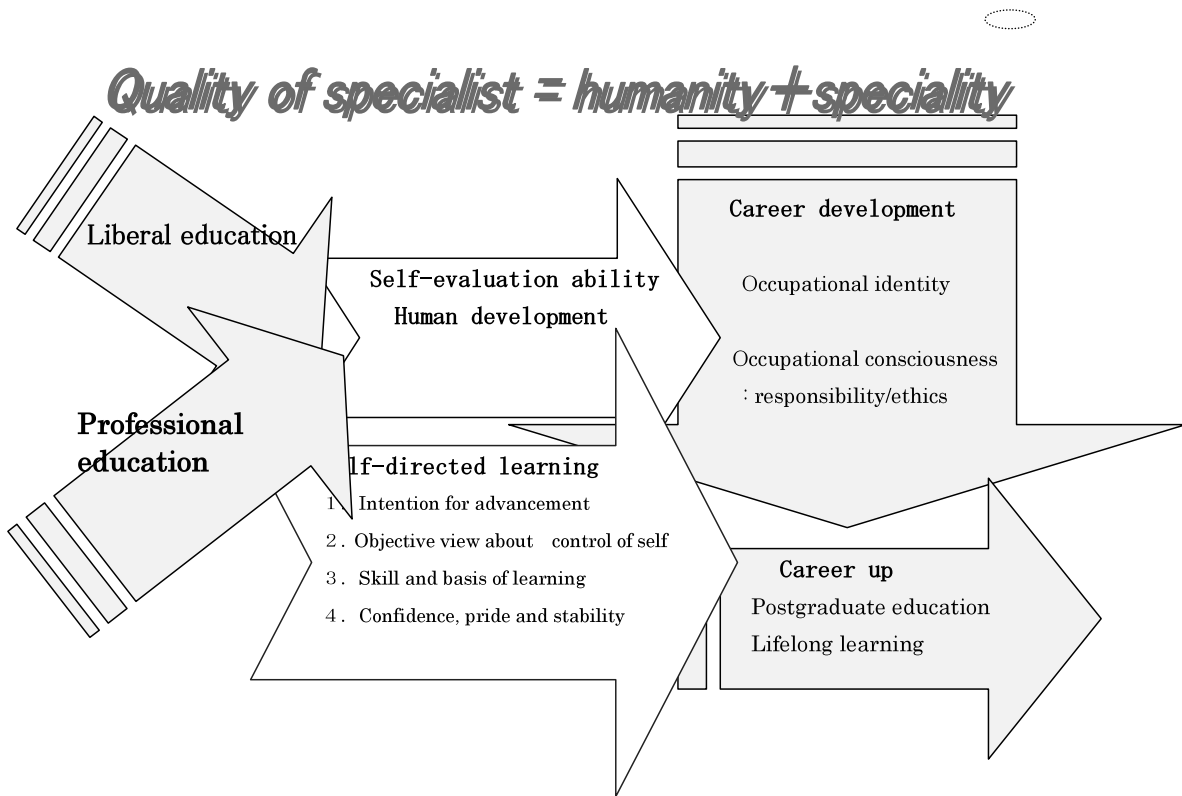 Quality of specialist = humanity＋speciality
Liberal education
Professional
education
Self-evaluation ability
Human development
lf-directed learning
1. Intention for advancement
2. Objective view about control of self
3. Skill and basis of learning
4. Confidence, pride and stability
Career development
Occupational identity
Occupational consciousness
: responsibility/ethics
Career up
Postgraduate education
Lifelong learning